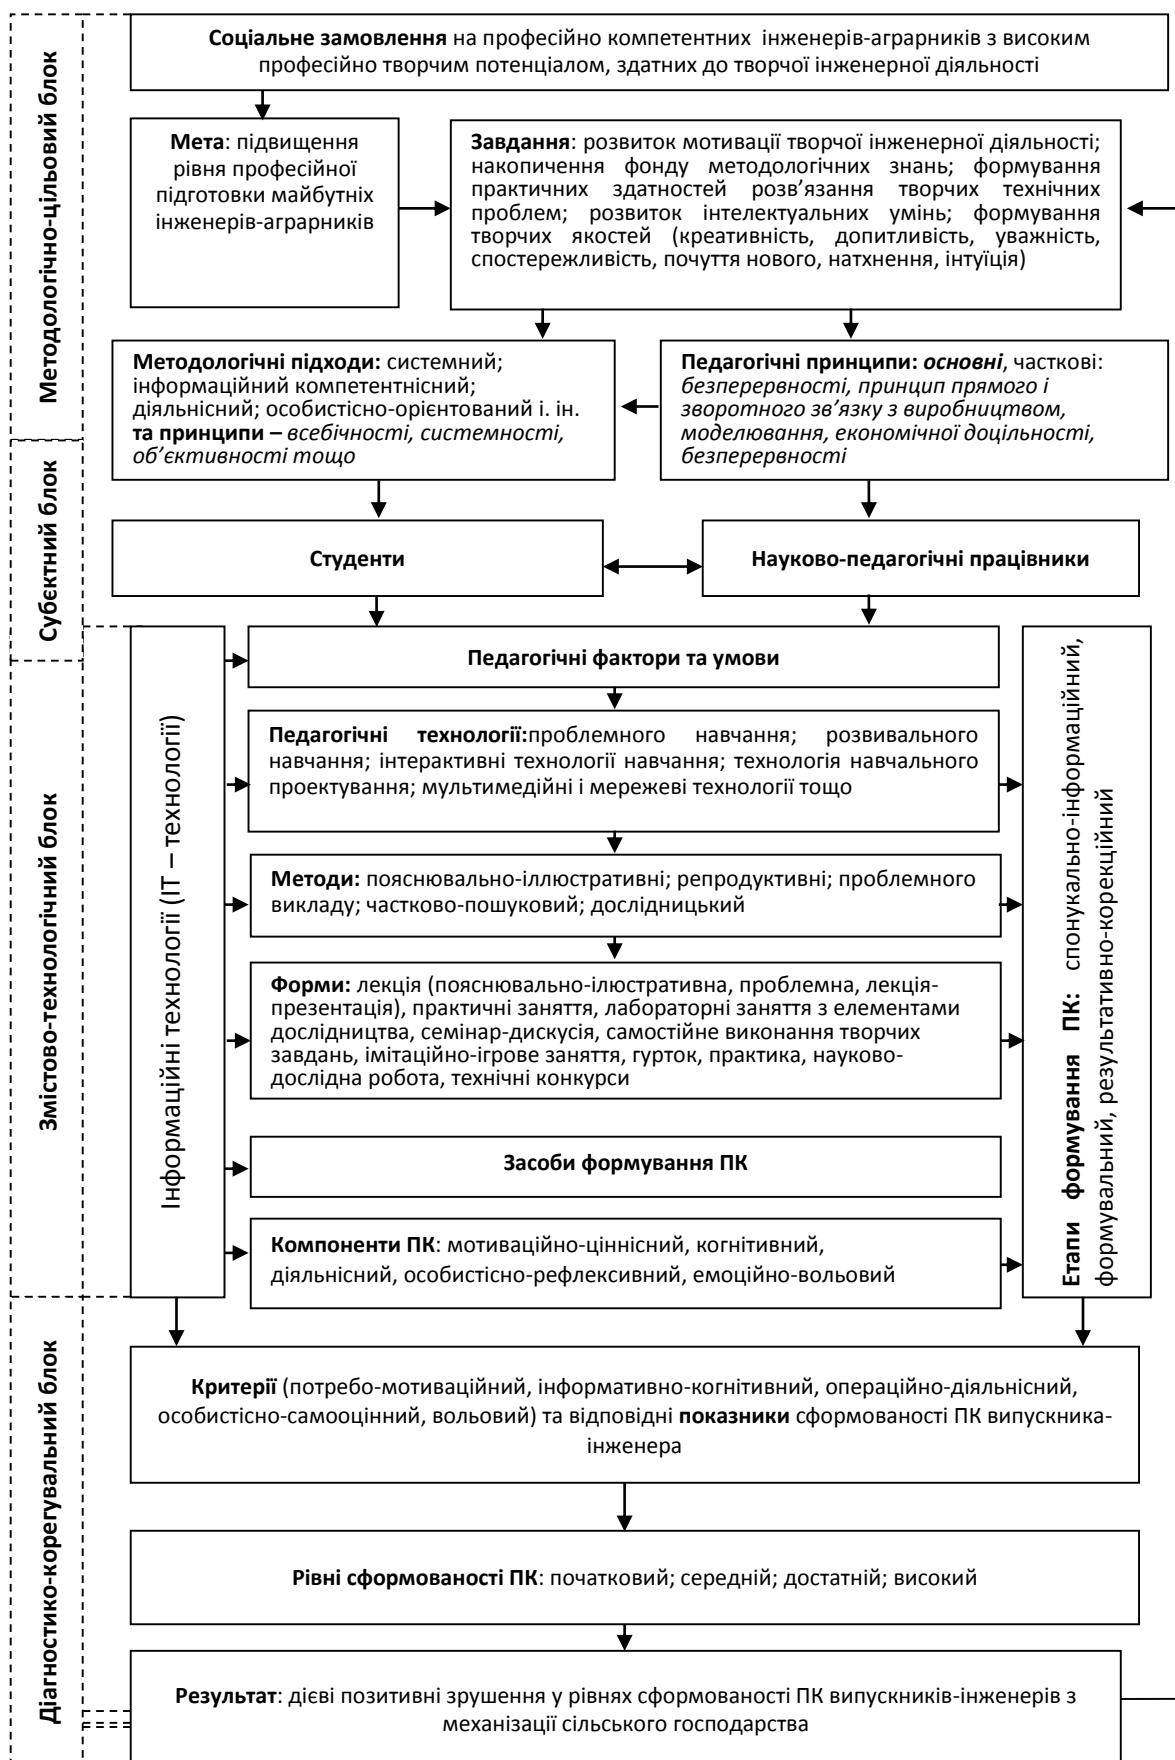 Методологічно-цільовий блок
Соціальне замовлення на професійно компетентних інженерів-аграрників з високим
професійно творчим потенціалом, здатних до творчої інженерної діяльності
Мета: підвищення
рівня професійної
підготовки майбутніх
інженерів-аграрників
Завдання: розвиток мотивації творчої інженерної діяльності;
накопичення фонду методологічних знань; формування
практичних здатностей розв’язання творчих технічних
проблем; розвиток інтелектуальних умінь; формування
творчих якостей (креативність, допитливість, уважність,
спостережливість, почуття нового, натхнення, інтуїція)
Методологічні підходи: системний;
інформаційний компетентнісний;
діяльнісний; особистісно-орієнтований і. ін.
та принципи – всебічності, системності,
об’єктивності тощо
Педагогічні принципи: основні, часткові:
безперервності, принцип прямого і
зворотного зв’язку з виробництвом,
моделювання, економічної доцільності,
безперервності
Субєктний блок
Студенти
Науково-педагогічні працівники
Змістово-технологічний блок
Інформаційні технології (ІТ – технології)
Педагогічні фактори та умови
Педагогічні технології:проблемного навчання; розвивального
навчання; інтерактивні технології навчання; технологія навчального
проектування; мультимедійні і мережеві технології тощо
Методи: пояснювально-іллюстративні; репродуктивні; проблемного
викладу; частково-пошуковий; дослідницький
Форми: лекція (пояснювально-ілюстративна, проблемна, лекція-
презентація), практичні заняття, лабораторні заняття з елементами
дослідництва, семінар-дискусія, самостійне виконання творчих
завдань, імітаційно-ігрове заняття, гурток, практика, науково-
дослідна робота, технічні конкурси
Засоби формування ПК
Компоненти ПК: мотиваційно-ціннісний, когнітивний,
діяльнісний, особистісно-рефлексивний, емоційно-вольовий
Етапи формування ПК: спонукально-інформаційний,
формувальний, результативно-корекційний
Діагностико-корегувальний блок
Критерії (потребо-мотиваційний, інформативно-когнітивний, операційно-діяльнісний,
особистісно-самооцінний, вольовий) та відповідні показники сформованості ПК випускника-
інженера
Рівні сформованості ПК: початковий; середній; достатній; високий
Результат: дієві позитивні зрушення у рівнях сформованості ПК випускників-інженерів з
механізації сільського господарства